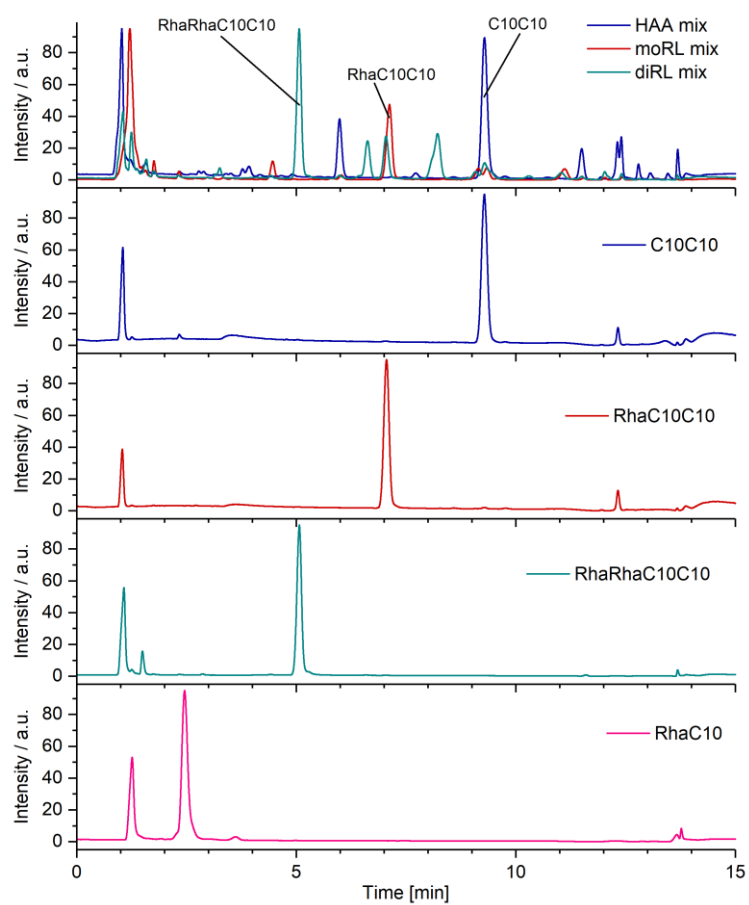 RhaRhaC10C10
RhaC10C10
C10C10
HAA mix
moRL mix
diRL mix
Intensity / a.u.
80
60
40
20
0
C10C10
Intensity / a.u.
80
60
40
20
0
RhaC10C10
Intensity / a.u.
80
60
40
20
0
RhaRhaC10C10
Intensity / a.u.
80
60
40
20
0
RhaC10
Intensity / a.u.
80
60
40
20
0
0 5 10 15
Time [min]